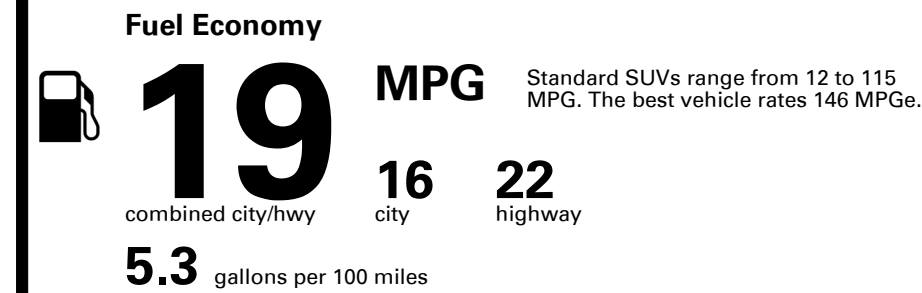 Fuel Economy
19 MPG
Standard SUVs range from 12 to 115
MPG. The best vehicle rates 146 MPGe.
16 22
combined city/hwy city highway
5.3 gallons per 100 miles